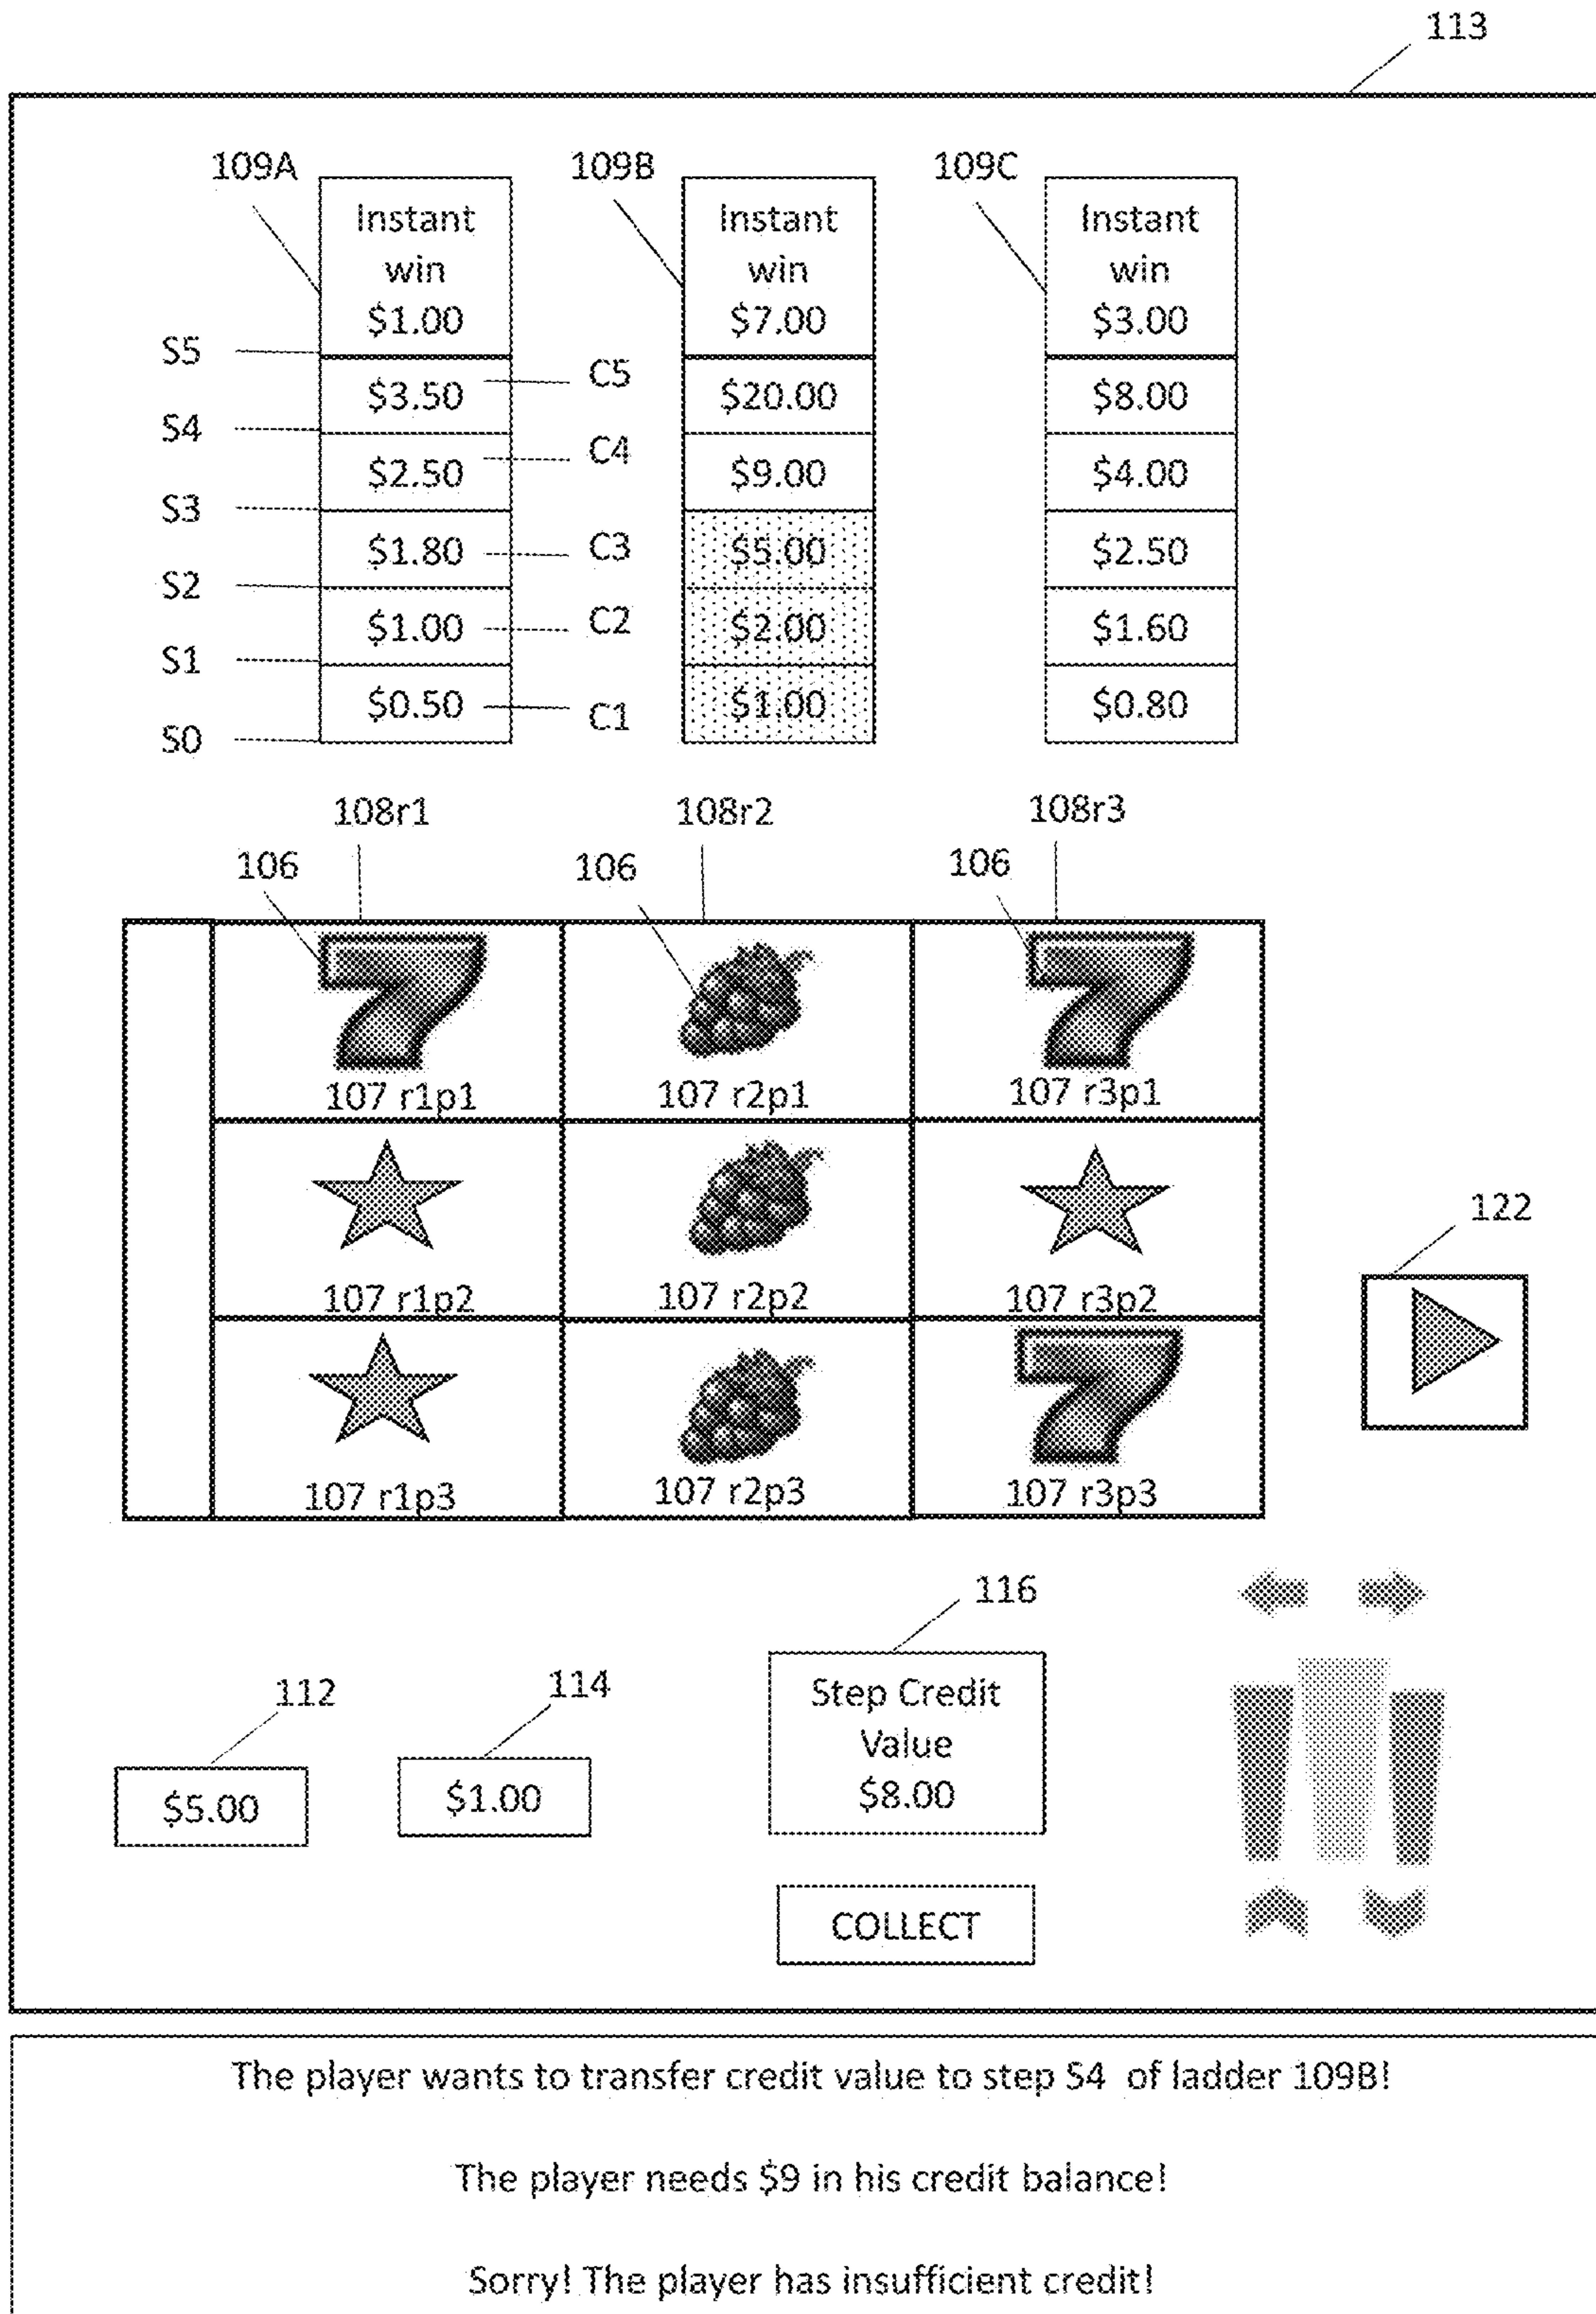 113
109A
109B
109C
Instant
win
$1.00
Instant
win
$7.00
Instant
win
$3.00
S5
$3.50
C5
$20.00
$8.00
S4
$2.50
C4
$9.00
$4.00
S3
$1.80
C3
$5.00
$2.50
S2
$1.00
C2
$2.00
$1.60
S1
$0.50
C1
$1.00
$0.80
S0
108r1
108r2
108r3
106
106
106
7
7
107 r1p1
107 r2p1
107 r3p1
122
107 r1p2
107 r2p2
107 r3p2
7
107 r1p3
107 r2p3
107 r3p3
116
112
114
Step Credit
Value
$8.00
$5.00
$1.00
COLLECT
The player wants to transfer credit value to step S4 of ladder 109B!
The player needs $9 in his credit balance!
Sorry! The player has insufficient credit!